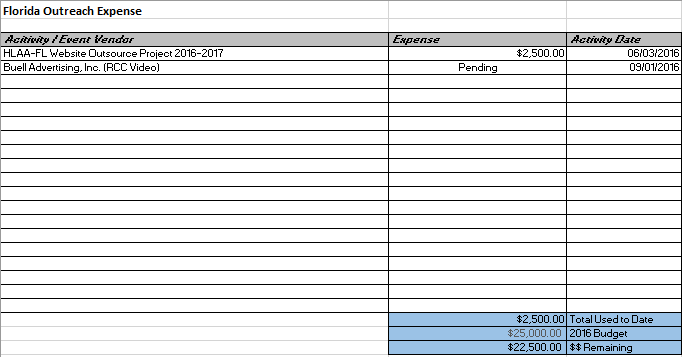 Florida Outreach Expense
Acitivity / Event Vendor Expense Activity Date
HLAA-FL Website Outsource Project 2016-2017 $2,500.00 06/03/2016
Buell Advertising, Inc. (RCC Video) Pending 09/01/2016
$2,500.00 Total Used to Date
$25,000.00 2016 Budget
$22,500.00 $$ Remaining